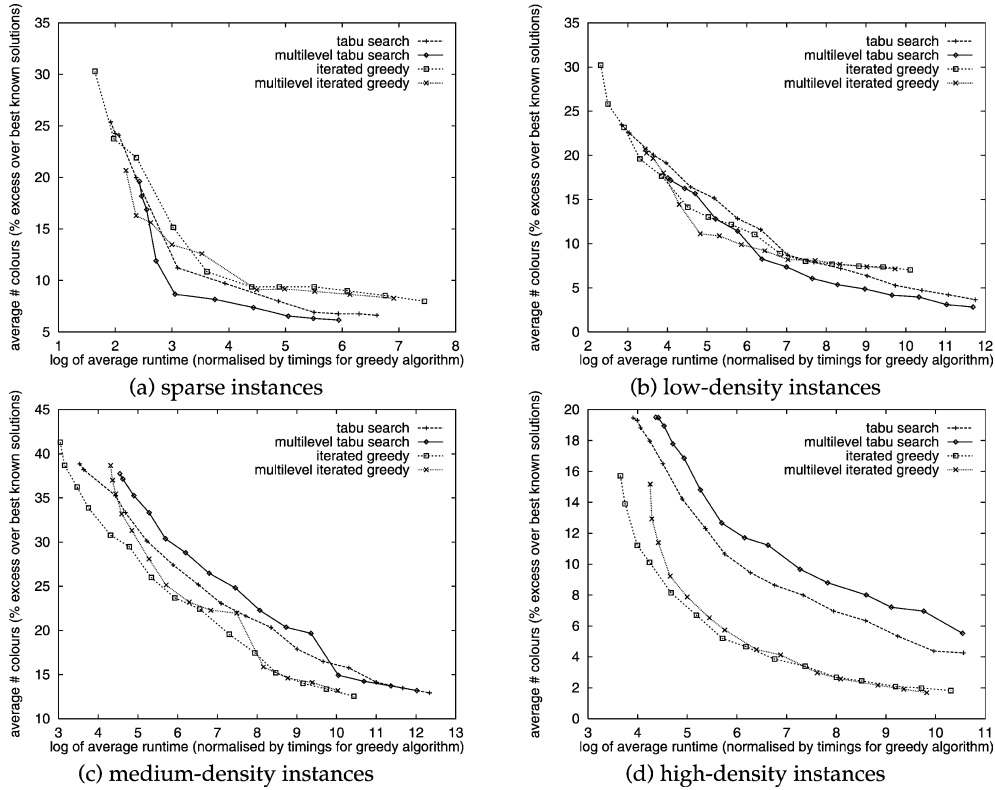 average # colours (% excess over best known solutions)
35
30
25
20
15
10
5
1 2 3 4 5 6 7 8
tabu search
multilevel tabu search
iterated greedy
multilevel iterated greedy
log of average runtime (normalised by timings for greedy algorithm)
(a) sparse instances
average # colours (% excess over best known solutions)
35
30
25
20
15
10
5
0
2 3 4 5 6 7 8 9 10 11 12
tabu search
multilevel tabu search
iterated greedy
multilevel iterated greedy
log of average runtime (normalised by timings for greedy algorithm)
(b) low-density instances
average # colours (% excess over best known solutions)
45
40
35
30
25
20
15
10
3 4 5 6 7 8 9 10 11 12 13
tabu search
multilevel tabu search
iterated greedy
multilevel iterated greedy
log of average runtime (normalised by timings for greedy algorithm)
(c) medium-density instances
average # colours (% excess over best known solutions)
20
18
16
14
12
10
8
6
4
2
0
3 4 5 6 7 8 9 10 11
tabu search
multilevel tabu search
iterated greedy
multilevel iterated greedy
log of average runtime (normalised by timings for greedy algorithm)
(d) high-density instances